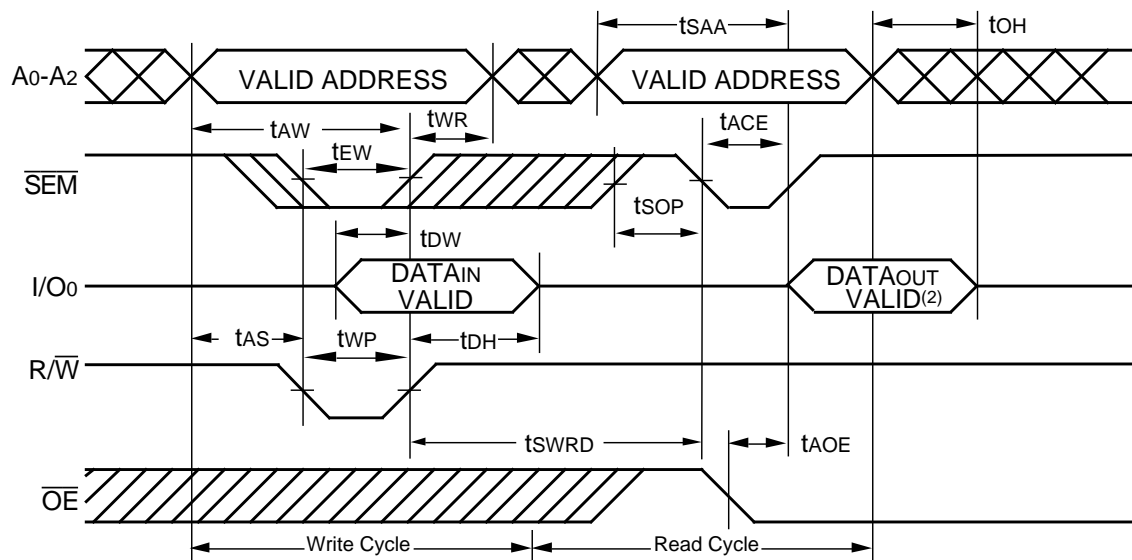 tSAA
tOH
A0-A2
VALID ADDRESS
VALID ADDRESS
tAW
tWR
tACE
tEW
SEM
tSOP
tDW
I/O0
DATAIN
VALID
DATAOUT
VALID(2)
tAS
tWP
tDH
R/W
tSWRD
tAOE
OE
Write Cycle
Read Cycle